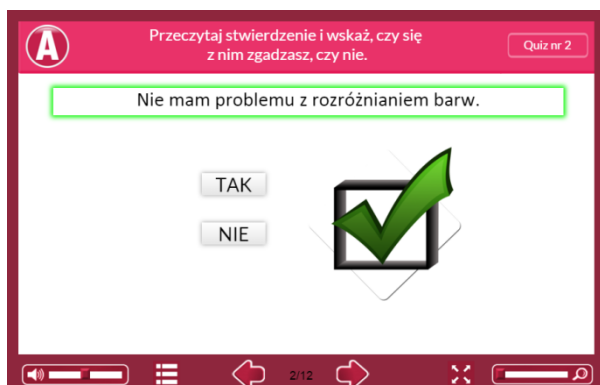 A
Przeczytaj stwierdzenie i wskaż, czy się
z nim zgadzasz, czy nie.
Quiz nr 2
Nie mam problemu z rozróżnianiem barw.
TAK
NIE
2/12